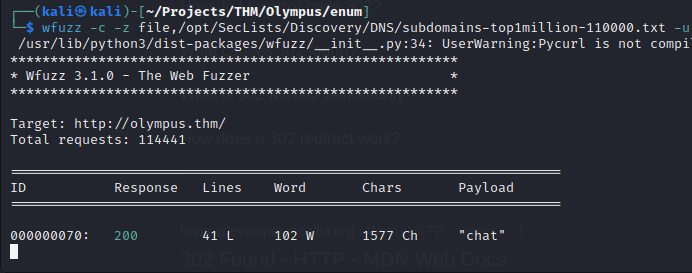 ┌──(kali㉿kali)-[~/Projects/THM/Olympus/enum]
└─$ wfuzz -c -z file,/opt/SecLists/Discovery/DNS/subdomains-top1million-110000.txt -u
/usr/lib/python3/dist-packages/wfuzz/__init__.py:34: UserWarning:Pycurl is not compil
********************************************************
* Wfuzz 3.1.0 - The Web Fuzzer                         *
********************************************************
Target: http://olympus.thm/
Total requests: 114441
How does a 302 redirect work?
=====================================================================
ID           Response   Lines    Word       Chars       Payload
=====================================================================
000000070:   200        41 L     102 W      1577 Ch     "chat"
302 Found - HTTP - MDN Web Docs